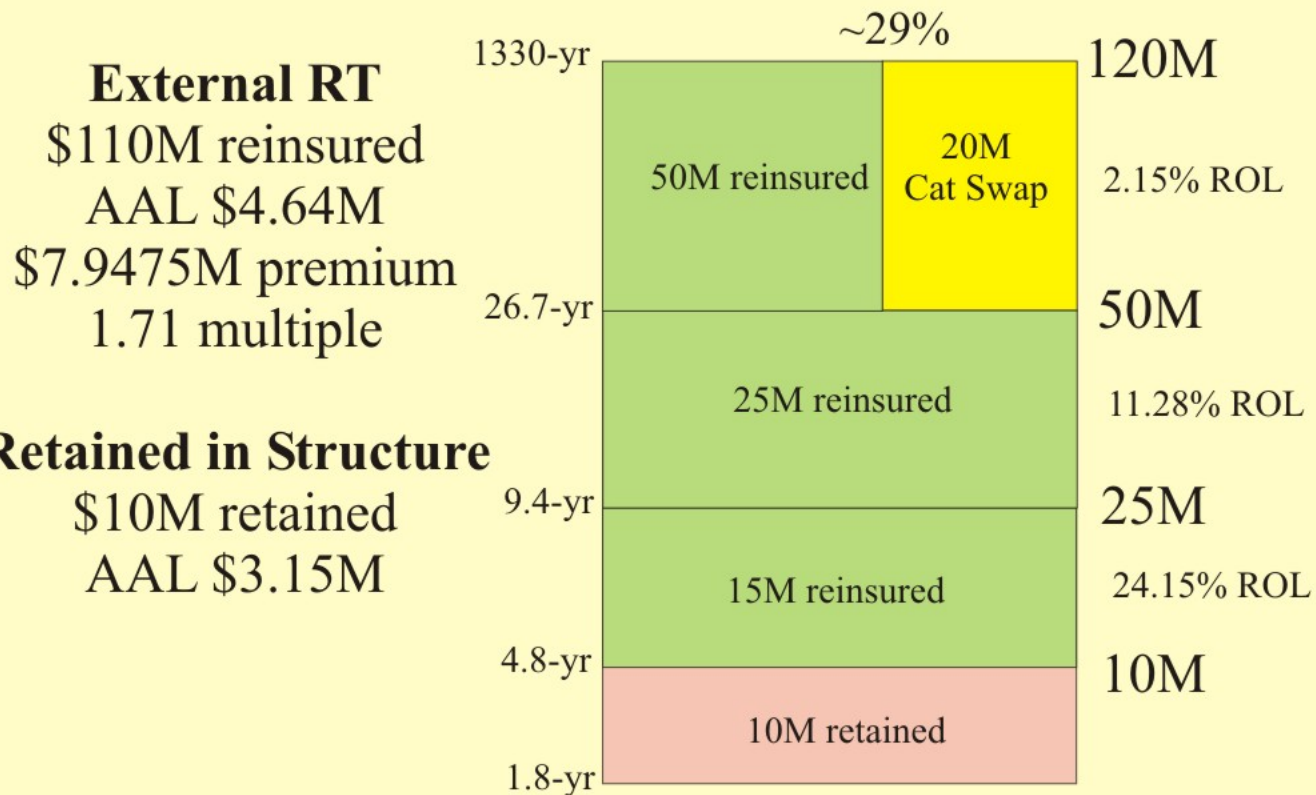 External RT
$110M reinsured
AAL $4.64M
$7.9475M premium
1.71 multiple
Retained in Structure
$10M retained
AAL $3.15M
~29%
1330-yr
120M
50M reinsured
20M
Cat Swap
2.15% ROL
26.7-yr
50M
25M reinsured
11.28% ROL
9.4-yr
25M
15M reinsured
24.15% ROL
4.8-yr
10M
10M retained
1.8-yr